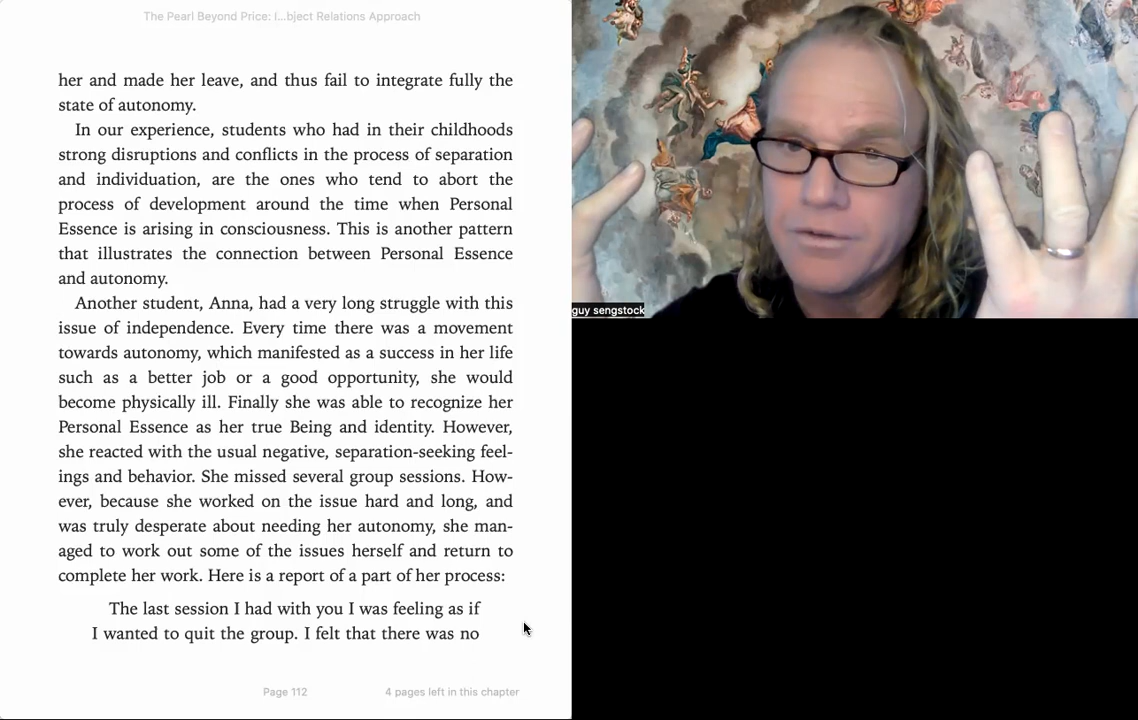 The Pearl Beyond Price: I...bject Relations Approach
her and made her leave, and thus fail to integrate fully the
state of autonomy.
In our experience, students who had in their childhoods
strong disruptions and conflicts in the process of separation
and individuation, are the ones who tend to abort the
process of development around the time when Personal
Essence is arising in consciousness. This is another pattern
that illustrates the connection between Personal Essence
and autonomy.
Another student, Anna, had a very long struggle with this
issue of independence. Every time there was a movement
towards autonomy, which manifested as a success in her life
such as a better job or a good opportunity, she would
become physically ill. Finally she was able to recognize her
Personal Essence as her true Being and identity. However,
she reacted with the usual negative, separation-seeking feel-
ings and behavior. She missed several group sessions. How-
ever, because she worked on the issue hard and long, and
was truly desperate about needing her autonomy, she man-
aged to work out some of the issues herself and return to
complete her work. Here is a report of a part of her process:
The last session I had with you I was feeling as if
I wanted to quit the group. I felt that there was no
Page 112
4 pages left in this chapter
guy sengstock